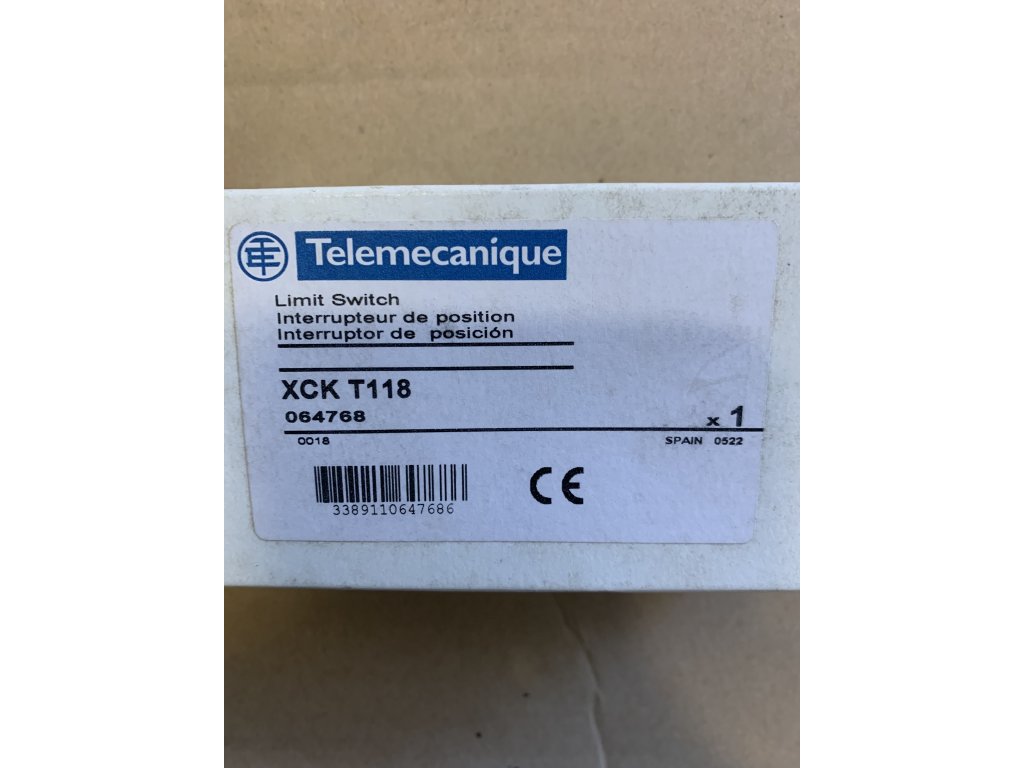 Telemecanique
Limit Switch
Interrupteur de position
Interruptor de posición
XCK T118
064768
x 1
0018 SPAIN 0522
CE
3389110647686